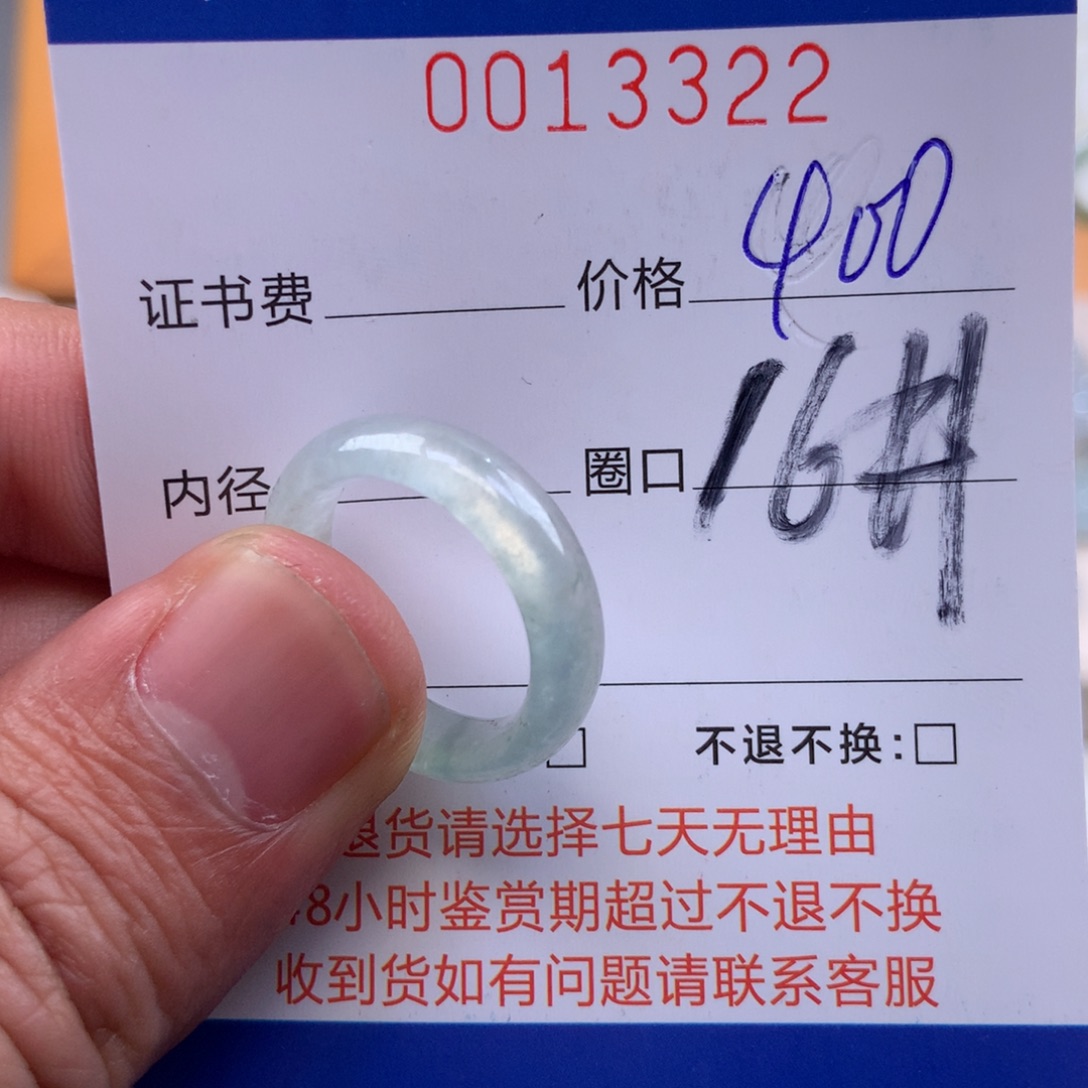 0013322
证书费 价格 400
内径 圈口 16#
不退不换:□
退货请选择七天无理由
48小时鉴赏期超过不退不换
收到货如有问题请联系客服